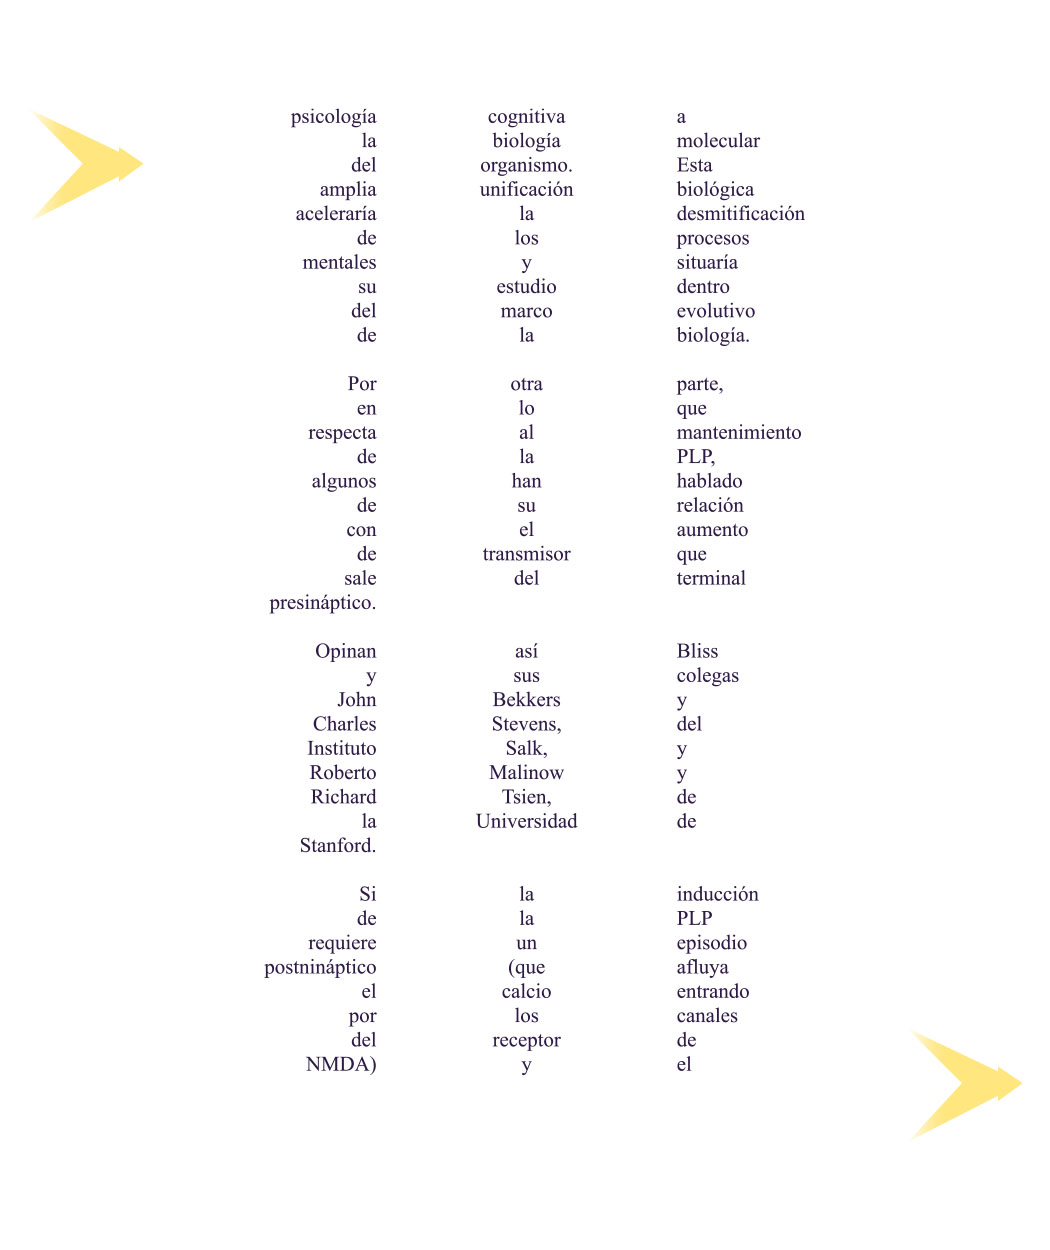 psicología cognitiva a
la biología molecular
del organismo. Esta
amplia unificación biológica
aceleraría la desmitificación
de los procesos
mentales y situaría
su estudio dentro
del marco evolutivo
de la biología.
Por otra parte,
en lo que
respecta al mantenimiento
de la PLP,
algunos han hablado
de su relación
con el aumento
de transmisor que
sale del terminal
presináptico.
Opinan así Bliss
y sus colegas
John Bekkers y
Charles Stevens, del
Instituto Salk, y
Roberto Malinow y
Richard Tsien, de
la Universidad de
Stanford.
Si la inducción
de la PLP
requiere un episodio
postnináptico (que afluya
el calcio entrando
por los canales
del receptor de
NMDA) y el